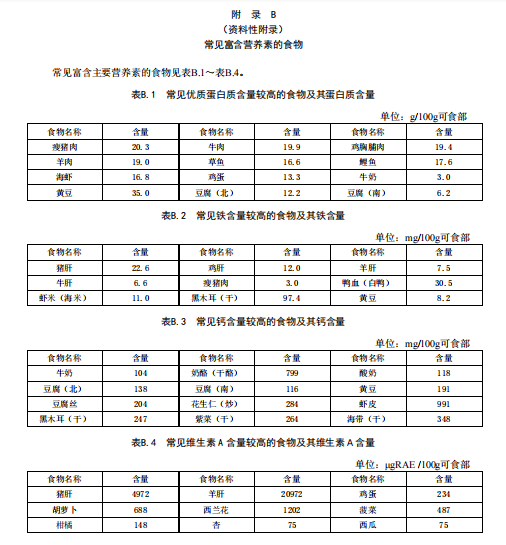 附 录 B
（资料性附录）
常见富含营养素的食物
常见富含主要营养素的食物见表B.1～表B.4。
表B.1 常见优质蛋白质含量较高的食物及其蛋白质含量
单位：g/100g可食部
食物名称 含量 食物名称 含量 食物名称 含量
瘦猪肉 20.3 牛肉 19.9 鸡胸脯肉 19.4
羊肉 19.0 草鱼 16.6 鲤鱼 17.6
海虾 16.8 鸡蛋 13.3 牛奶 3.0
黄豆 35.0 豆腐（北） 12.2 豆腐（南） 6.2
表B.2 常见铁含量较高的食物及其铁含量
单位：mg/100g可食部
食物名称 含量 食物名称 含量 食物名称 含量
猪肝 22.6 鸡肝 12.0 羊肝 7.5
牛肝 6.6 瘦猪肉 3.0 鸭血（白鸭） 30.5
虾米（海米） 11.0 黑木耳（干） 97.4 黄豆 8.2
表B.3 常见钙含量较高的食物及其钙含量
单位：mg/100g可食部
食物名称 含量 食物名称 含量 食物名称 含量
牛奶 104 奶酪（干酪） 799 酸奶 118
豆腐（北） 138 豆腐（南） 116 黄豆 191
豆腐丝 204 花生仁（炒） 284 虾皮 991
黑木耳（干） 247 紫菜（干） 264 海带（干） 348
表B.4 常见维生素A含量较高的食物及其维生素A含量
单位：μgRAE /100g可食部
食物名称 含量 食物名称 含量 食物名称 含量
猪肝 4972 羊肝 20972 鸡蛋 234
胡萝卜 688 西兰花 1202 菠菜 487
柑橘 148 杏 75 西瓜 75